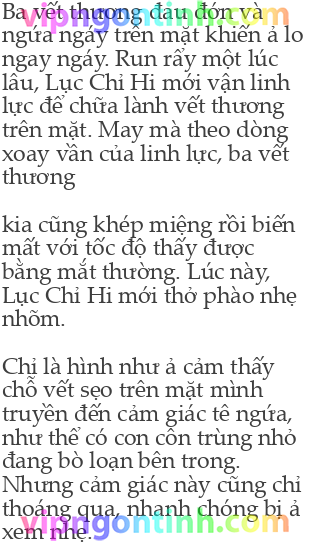 Ba vết thương đau đớn và
ngứa ngáy trên mặt khiến ả lo
ngay ngáy. Run rẩy một lúc
lâu, Lục Chỉ Hi mới vận linh
lực để chữa lành vết thương
trên mặt. May mà theo dòng
xoay vần của linh lực, ba vết
thương
kia cũng khép miệng rồi biến
mất với tốc độ thấy được
bằng mắt thường. Lúc này,
Lục Chỉ Hi mới thở phào nhẹ
nhõm.
Chỉ là hình như ả cảm thấy
chỗ vết sẹo trên mặt mình
truyền đến cảm giác tê ngứa,
như thể có con côn trùng nhỏ
đang bò loạn bên trong.
Nhưng cảm giác này cũng chỉ
thoáng qua, nhanh chóng bị ả
xem nhẹ.
vipngontinh.com